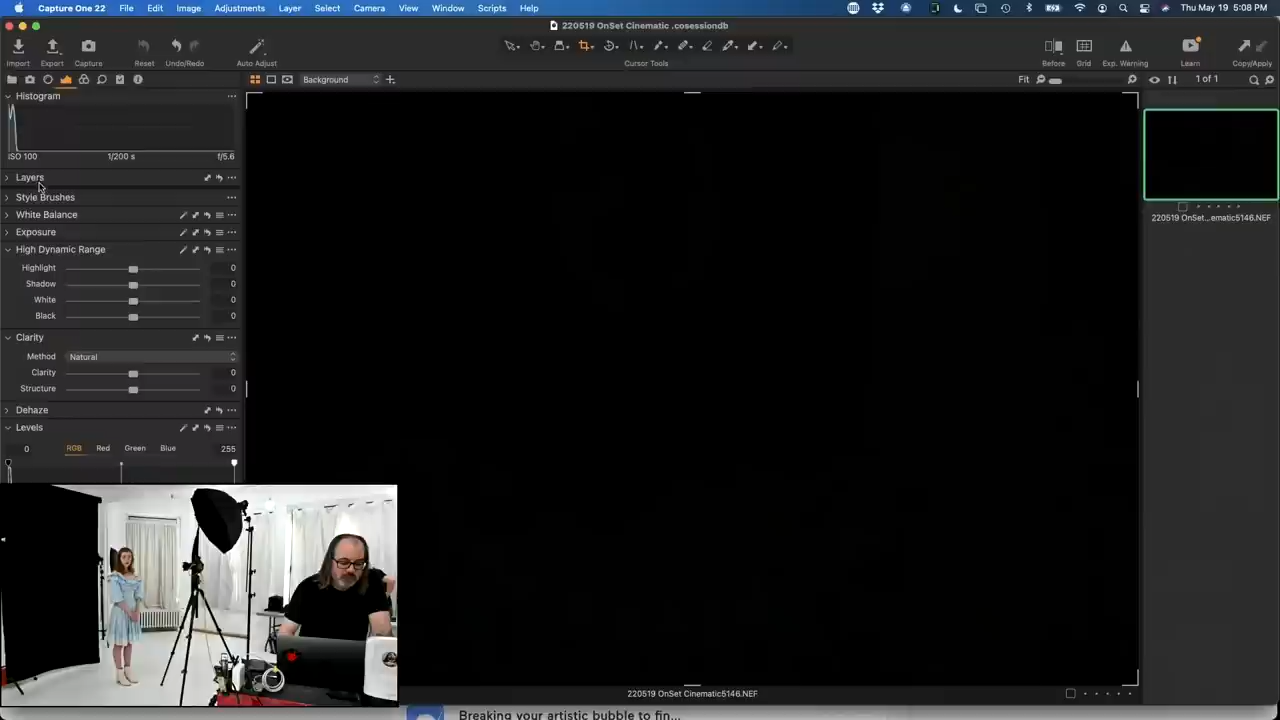 Capture One 22 File Edit Image Adjustments Layer Select Camera View Window Scripts Help Thu May 19 5:08 PM
220519 OnSet Cinematic .cosessiondb
Import Export Capture Reset Undo/Redo Auto Adjust Cursor Tools Before Grid Exp. Warning Learn Copy/Apply
Background Fit 1 of 1
Histogram
ISO 100 1/200 s f/5.6
Layers
Style Brushes
White Balance
Exposure
High Dynamic Range
Highlight 0
Shadow 0
White 0
Black 0
Clarity
Method Natural
Clarity 0
Structure 0
Dehaze
Levels
0 RGB Red Green Blue 255
220519 OnSet...ematic5146.NEF
220519 OnSet Cinematic5146.NEF
Breaking your artistic bubble to fin...